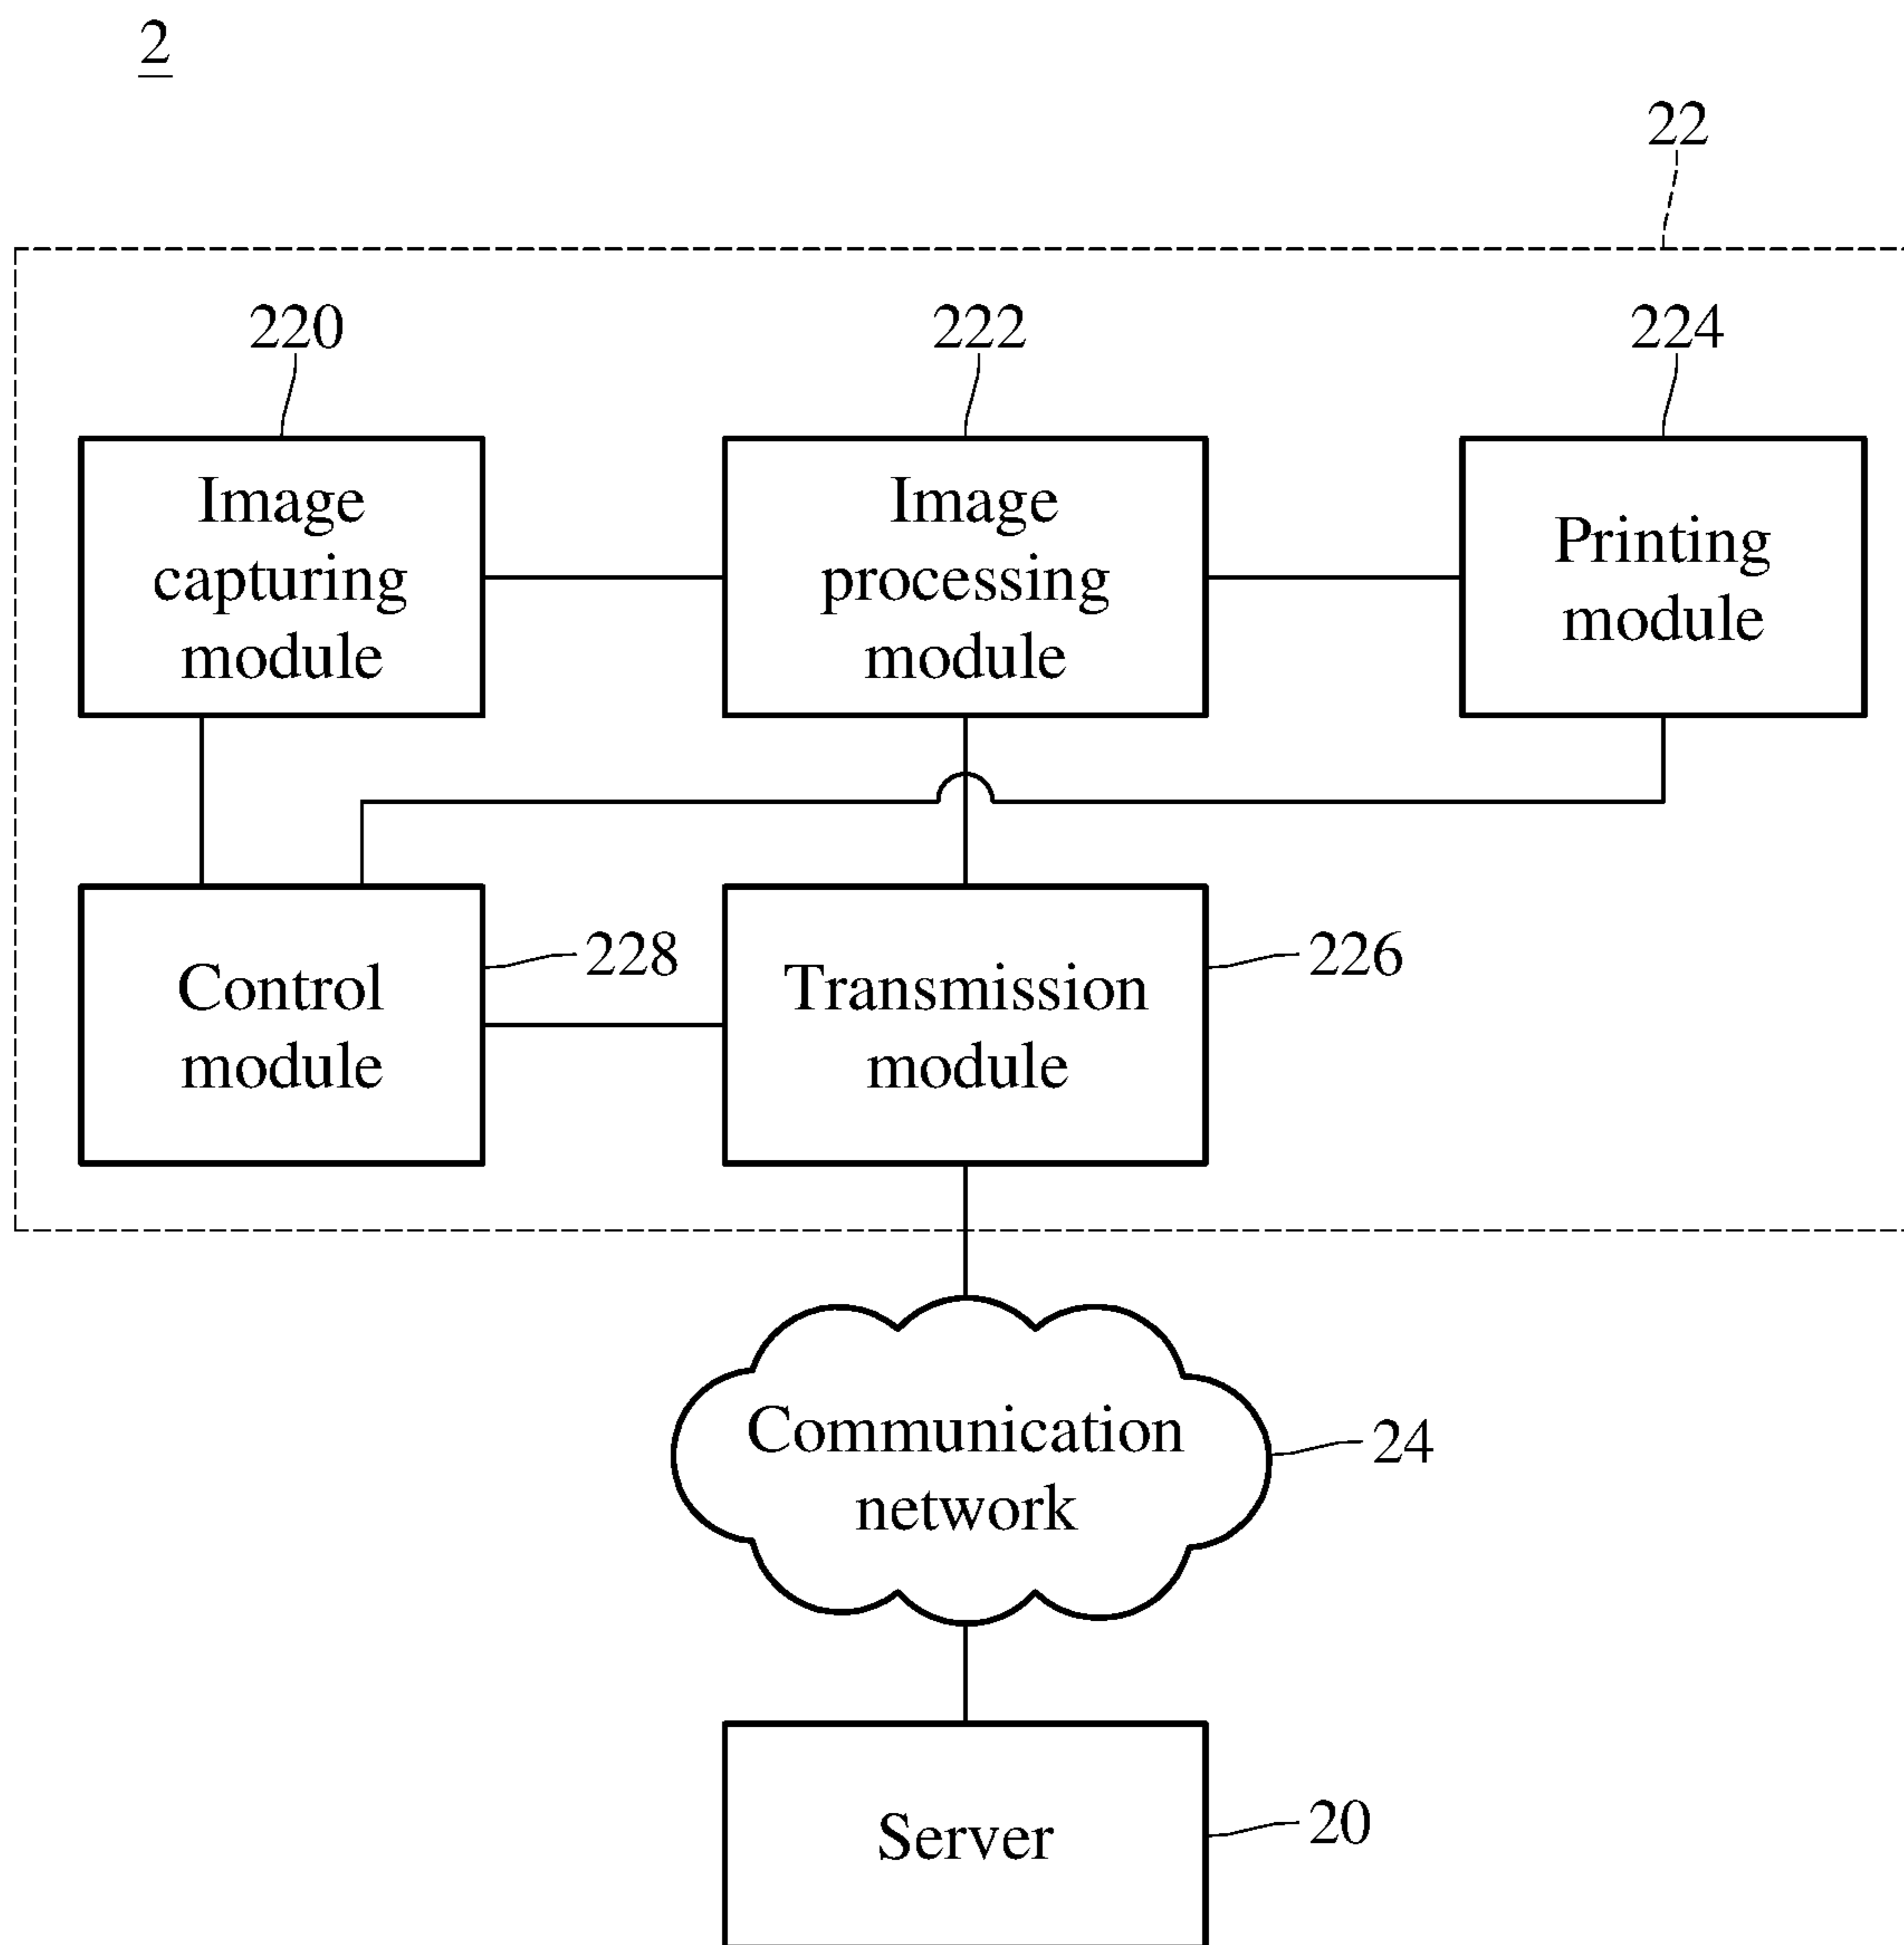 2
22
220
222
224
Image
capturing
module
Image
processing
module
Printing
module
Control
module
228
Transmission
module
226
Communication
network
24
Server
20